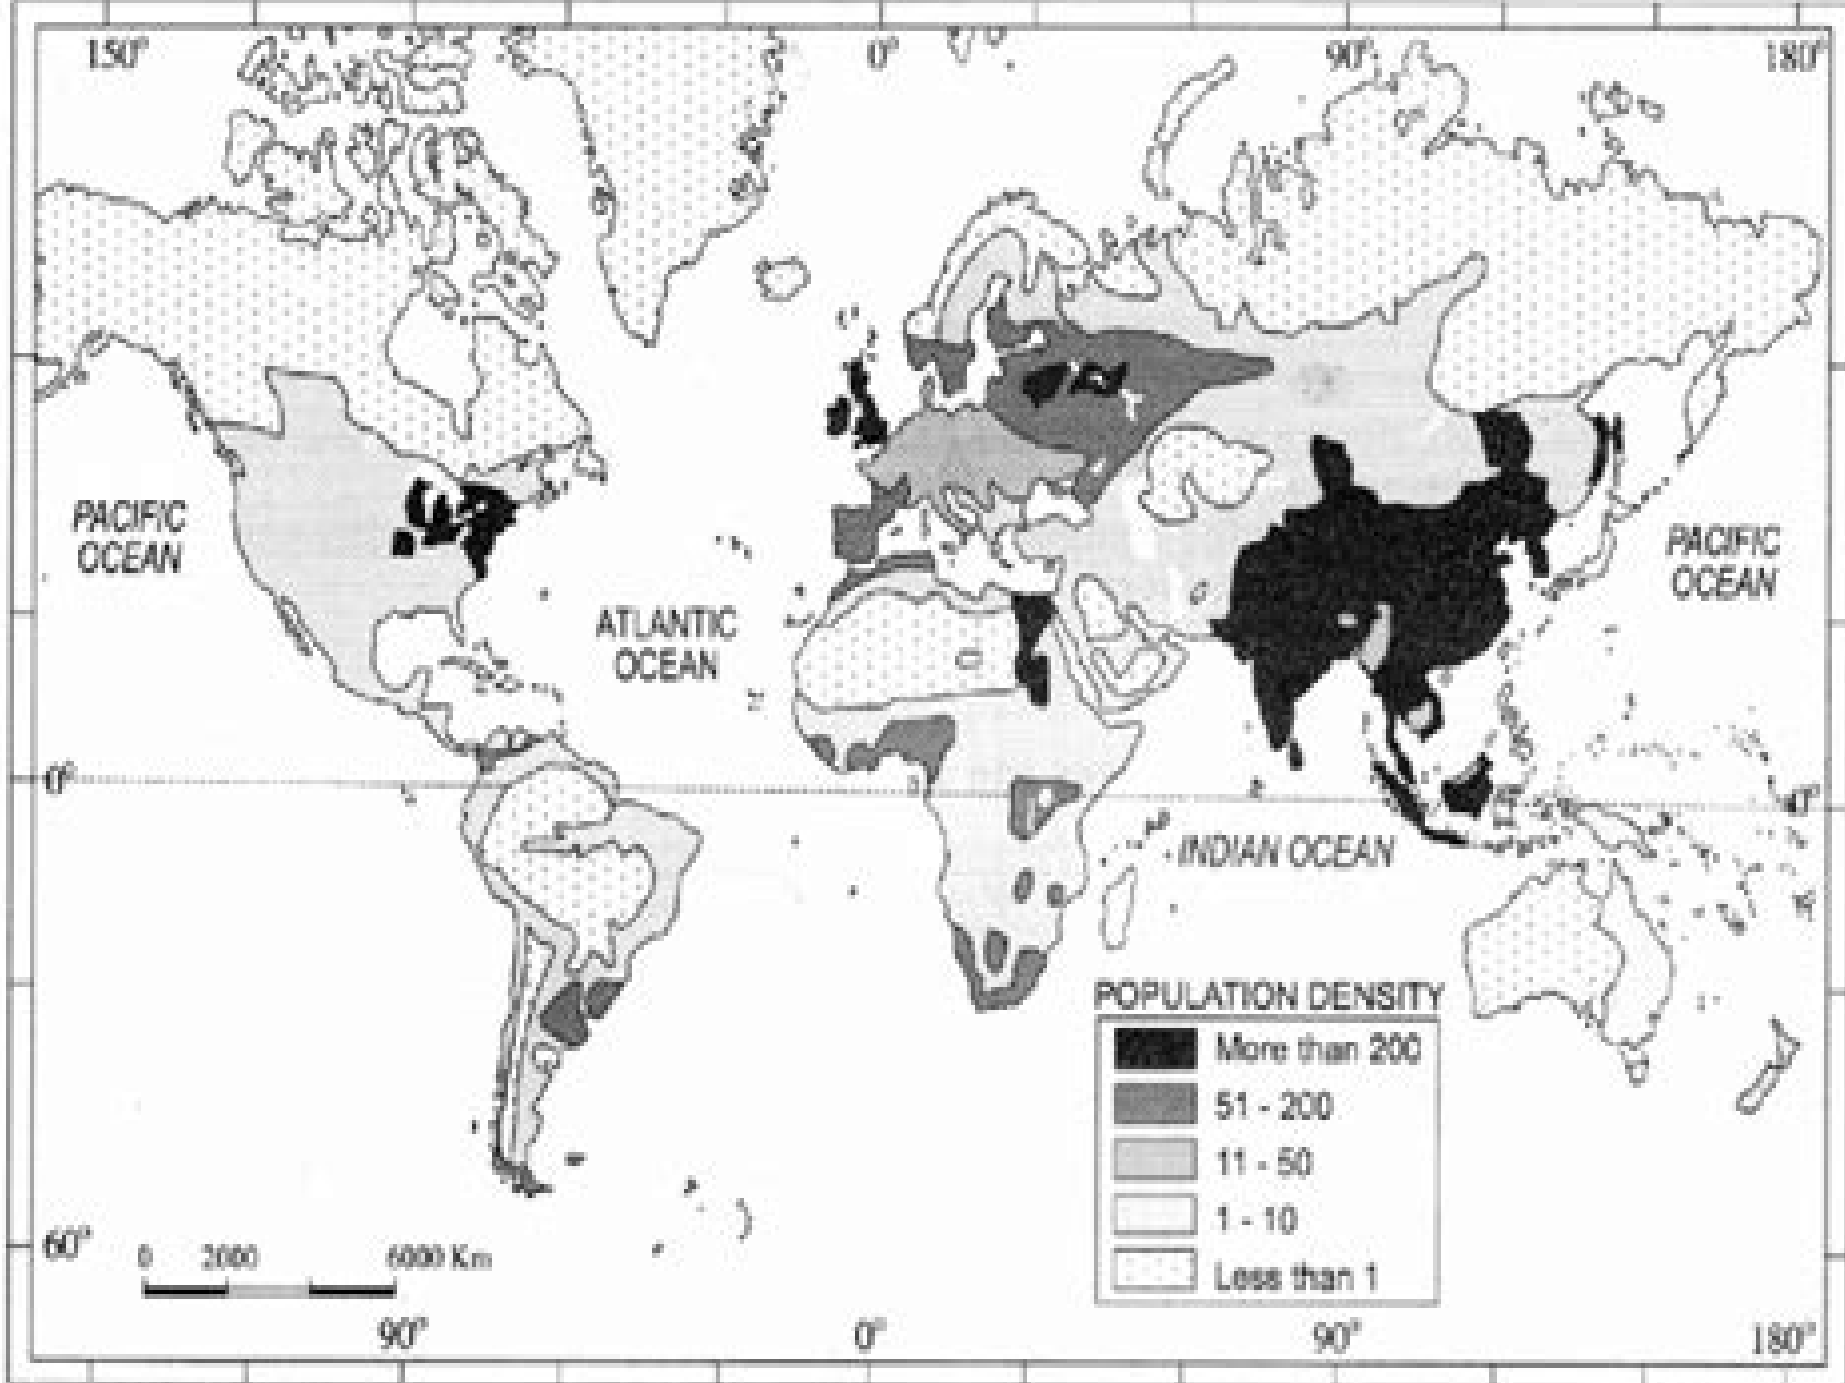 150°
0°
90°
180°
PACIFIC
OCEAN
ATLANTIC
OCEAN
PACIFIC
OCEAN
0°
0°
INDIAN OCEAN
POPULATION DENSITY
More than 200
51 - 200
11 - 50
1 - 10
Less than 1
60°
0 2000 6000 Km
90°
0°
90°
180°